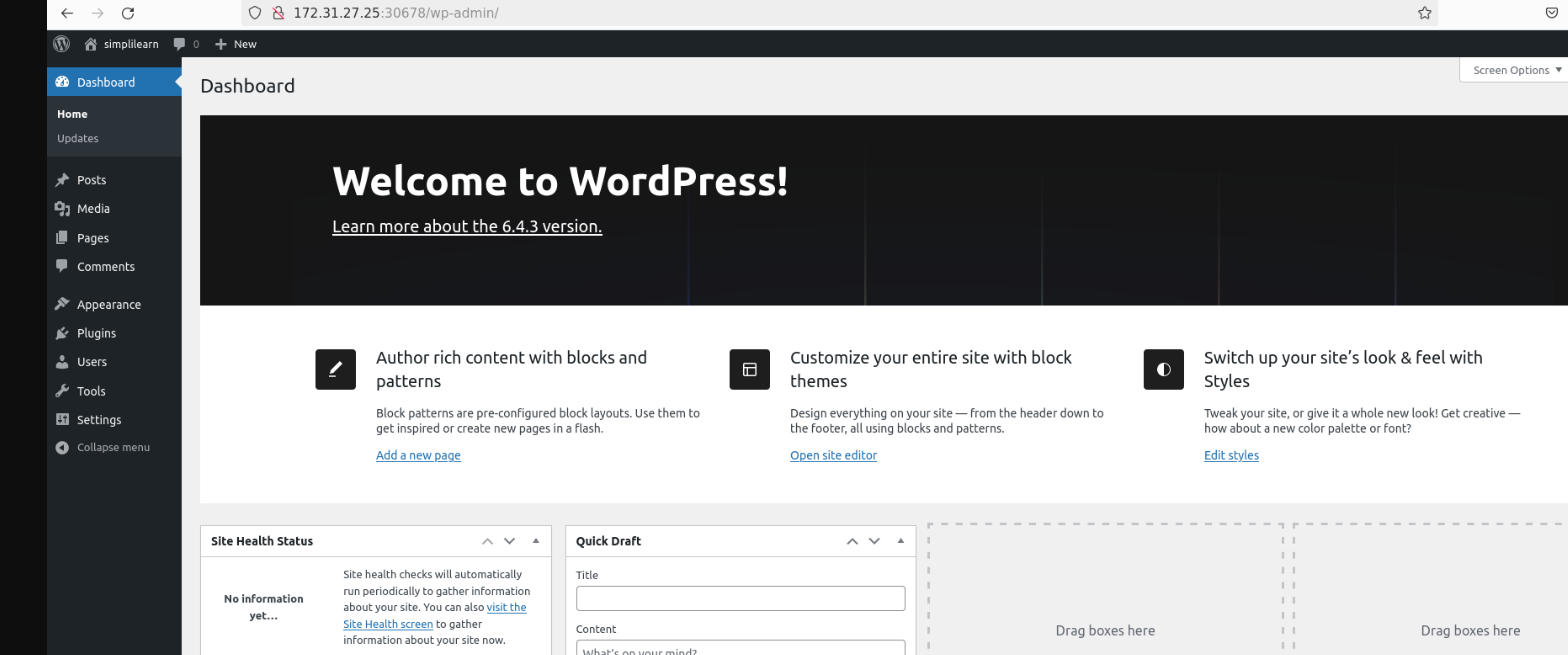 172.31.27.25:30678/wp-admin/
simplilearn 0 New
Screen Options
Dashboard
Home
Updates
Posts
Media
Pages
Comments
Appearance
Plugins
Users
Tools
Settings
Collapse menu
Dashboard
Welcome to WordPress!
Learn more about the 6.4.3 version.
Author rich content with blocks and
patterns
Block patterns are pre-configured block layouts. Use them to
get inspired or create new pages in a flash.
Add a new page
Customize your entire site with block
themes
Design everything on your site — from the header down to
the footer, all using blocks and patterns.
Open site editor
Switch up your site’s look & feel with
Styles
Tweak your site, or give it a whole new look! Get creative —
how about a new color palette or font?
Edit styles
Site Health Status
No information
yet…
Site health checks will automatically
run periodically to gather information
about your site. You can also visit the
Site Health screen to gather
information about your site now.
Quick Draft
Title
Content
What’s on your mind?
Drag boxes here
Drag boxes here